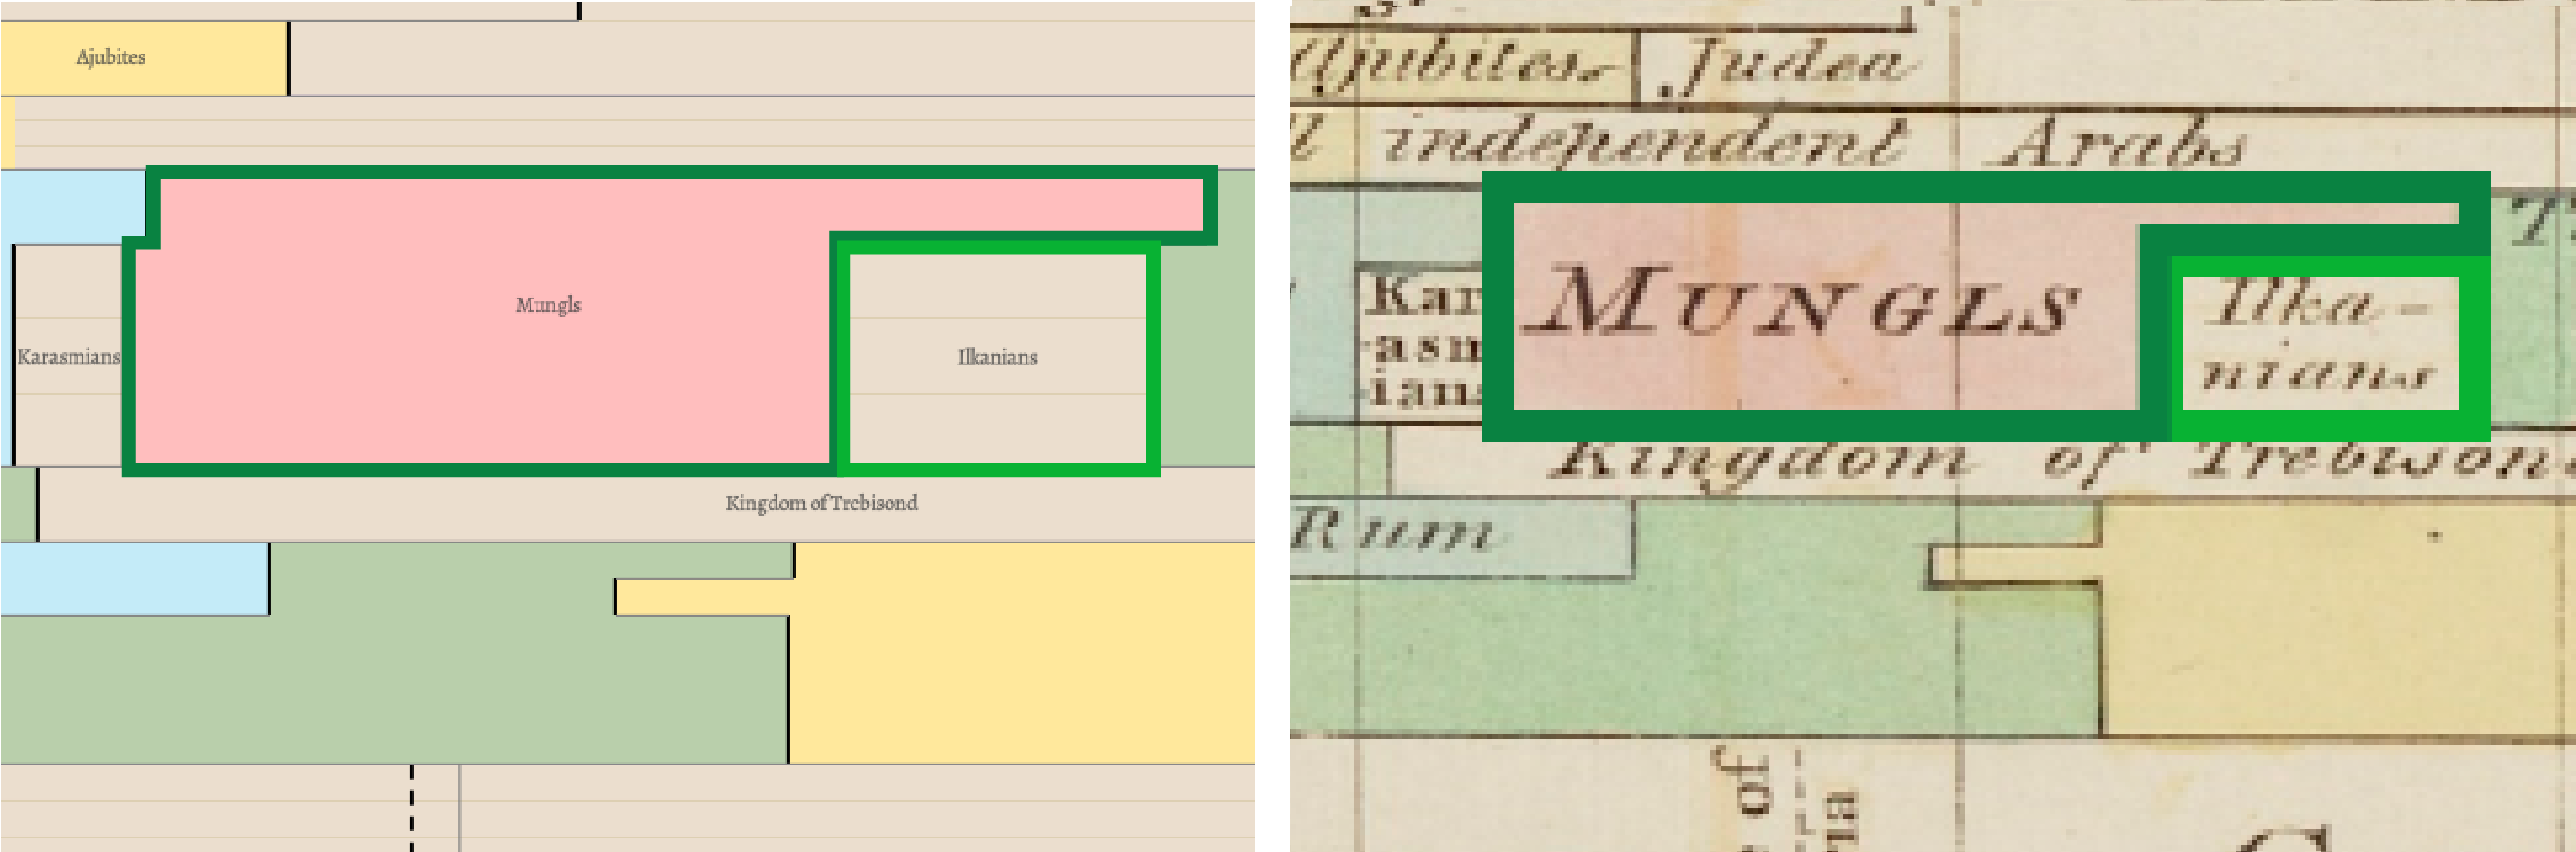 Ajubites
Mungls
Karasmians
Ilkanians
Kingdom of Trebisond
Ajubites
Judea
independent Arabs
Kar
asm
ians
MUNGLS
Ilka-
nians
Kingdom of Trebison
Rum
of